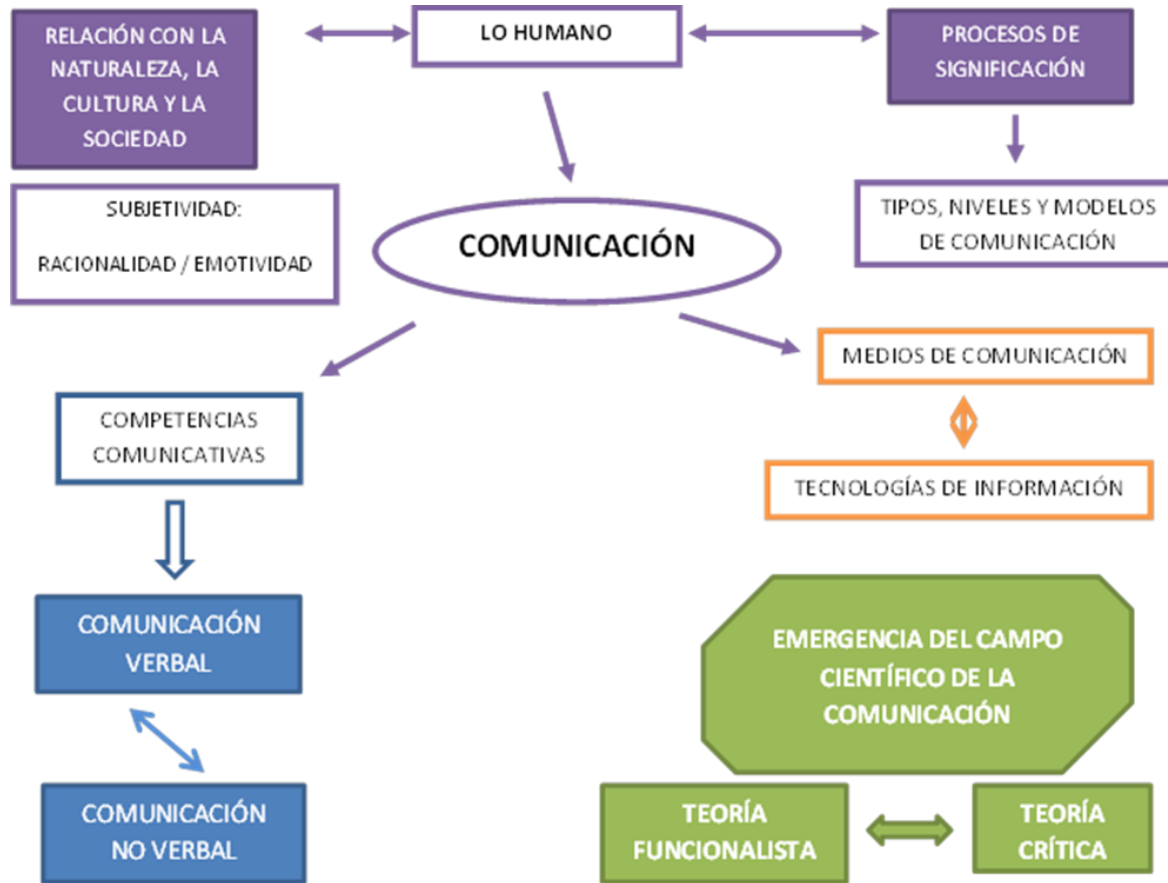 RELACIÓN CON LA
NATURALEZA, LA
CULTURA Y LA
SOCIEDAD
LO HUMANO
PROCESOS DE
SIGNIFICACIÓN
SUBJETIVIDAD:
RACIONALIDAD / EMOTIVIDAD
COMUNICACIÓN
TIPOS, NIVELES Y MODELOS
DE COMUNICACIÓN
MEDIOS DE COMUNICACIÓN
TECNOLOGÍAS DE INFORMACIÓN
COMPETENCIAS
COMUNICATIVAS
COMUNICACIÓN
VERBAL
COMUNICACIÓN
NO VERBAL
EMERGENCIA DEL CAMPO
CIENTÍFICO DE LA
COMUNICACIÓN
TEORÍA
FUNCIONALISTA
TEORÍA
CRÍTICA